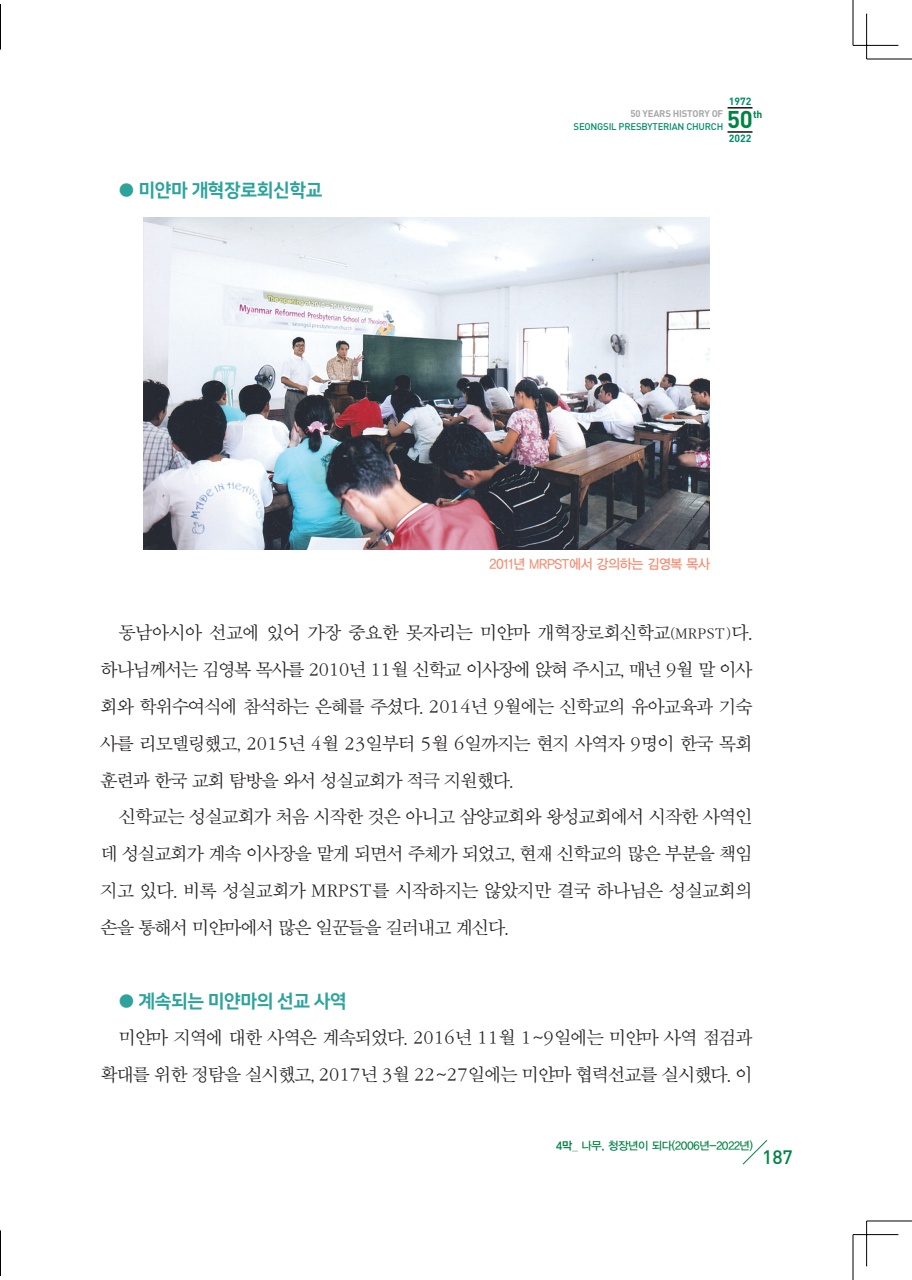 1972
50 YEARS HISTORY OF
SEONGSIL PRESBYTERIAN CHURCH
50th
2022
● 미얀마 개혁장로회신학교
The opening of
Myanmar Reformed Presbyterian School of Theology
seongsil presbyterian church
MADE IN HEAVEN
2011년 MRPST에서 강의하는 김영복 목사
동남아시아 선교에 있어 가장 중요한 못자리는 미얀마 개혁장로회신학교(MRPST)다.
하나님께서는 김영복 목사를 2010년 11월 신학교 이사장에 앉혀 주시고, 매년 9월 말 이사
회와 학위수여식에 참석하는 은혜를 주셨다. 2014년 9월에는 신학교의 유아교육과 기숙
사를 리모델링했고, 2015년 4월 23일부터 5월 6일까지는 현지 사역자 9명이 한국 목회
훈련과 한국 교회 탐방을 와서 성실교회가 적극 지원했다.
신학교는 성실교회가 처음 시작한 것은 아니고 삼양교회와 왕성교회에서 시작한 사역인
데 성실교회가 계속 이사장을 맡게 되면서 주체가 되었고, 현재 신학교의 많은 부분을 책임
지고 있다. 비록 성실교회가 MRPST를 시작하지는 않았지만 결국 하나님은 성실교회의
손을 통해서 미얀마에서 많은 일꾼들을 길러내고 계신다.
● 계속되는 미얀마의 선교 사역
미얀마 지역에 대한 사역은 계속되었다. 2016년 11월 1~9일에는 미얀마 사역 점검과
확대를 위한 정탐을 실시했고, 2017년 3월 22~27일에는 미얀마 협력선교를 실시했다. 이
4막_ 나무, 청장년이 되다(2006년-2022년)
187